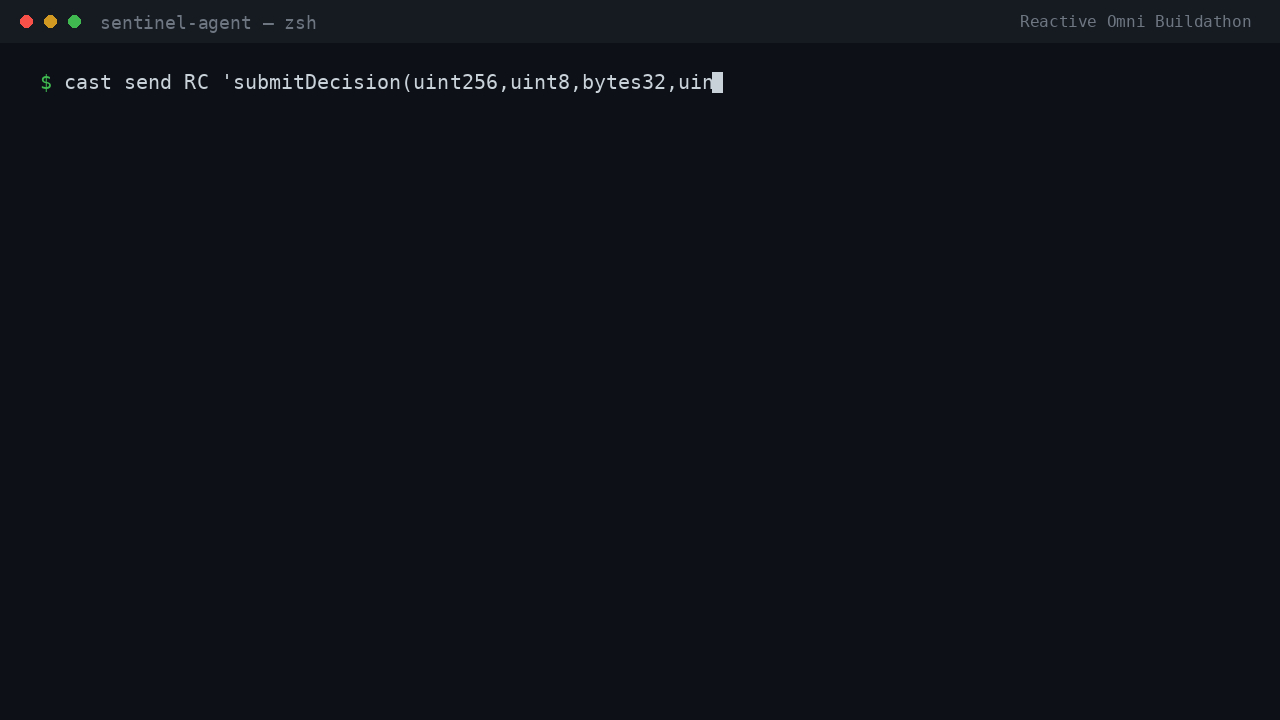 sentinel-agent — zsh
Reactive Omni Buildathon
$ cast send RC 'submitDecision(uint256,uint8,bytes32,uin